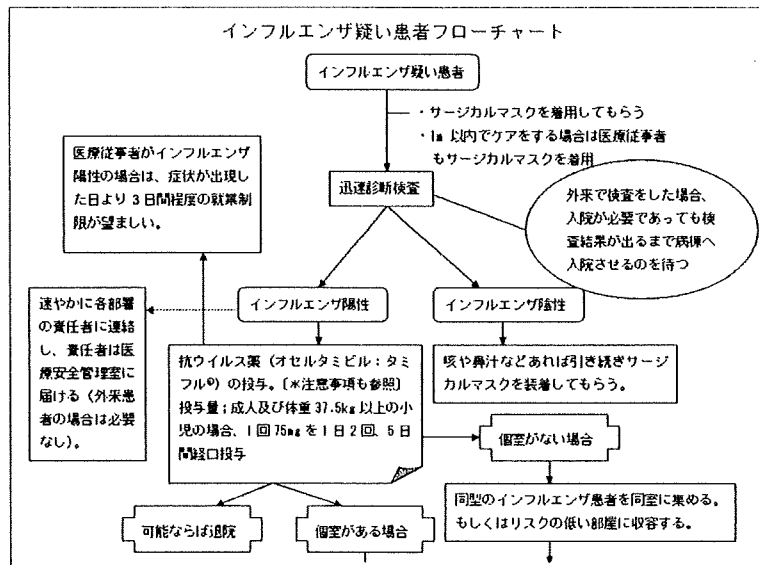 インフルエンザ疑い患者フローチャート
インフルエンザ疑い患者
・サージカルマスクを着用してもらう
・1m 以内でケアをする場合は医療従事者
もサージカルマスクを着用
医療従事者がインフルエンザ
陽性の場合は、症状が出現し
た日より3日間程度の就業制
限が望ましい。
迅速診断検査
外来で検査をした場合、
入院が必要であっても検
査結果が出るまで病棟へ
入院させるのを待つ
速やかに各部署
の責任者に連絡
し、責任者は医
療安全管理室に
届ける（外来患
者の場合は必要
なし）。
インフルエンザ陽性
インフルエンザ陰性
抗ウイルス薬（オセルタミビル：タミ
フル®）の投与。〔※注意事項も参照〕
投与量；成人及び体重37.5kg以上の小
児の場合、1回75mgを1日2回、5日
間経口投与
咳や鼻汁などあれば引き続きサージ
カルマスクを装着してもらう。
個室がない場合
同型のインフルエンザ患者を同室に集める。
もしくはリスクの低い部屋に収容する。
可能ならば退院
個室がある場合